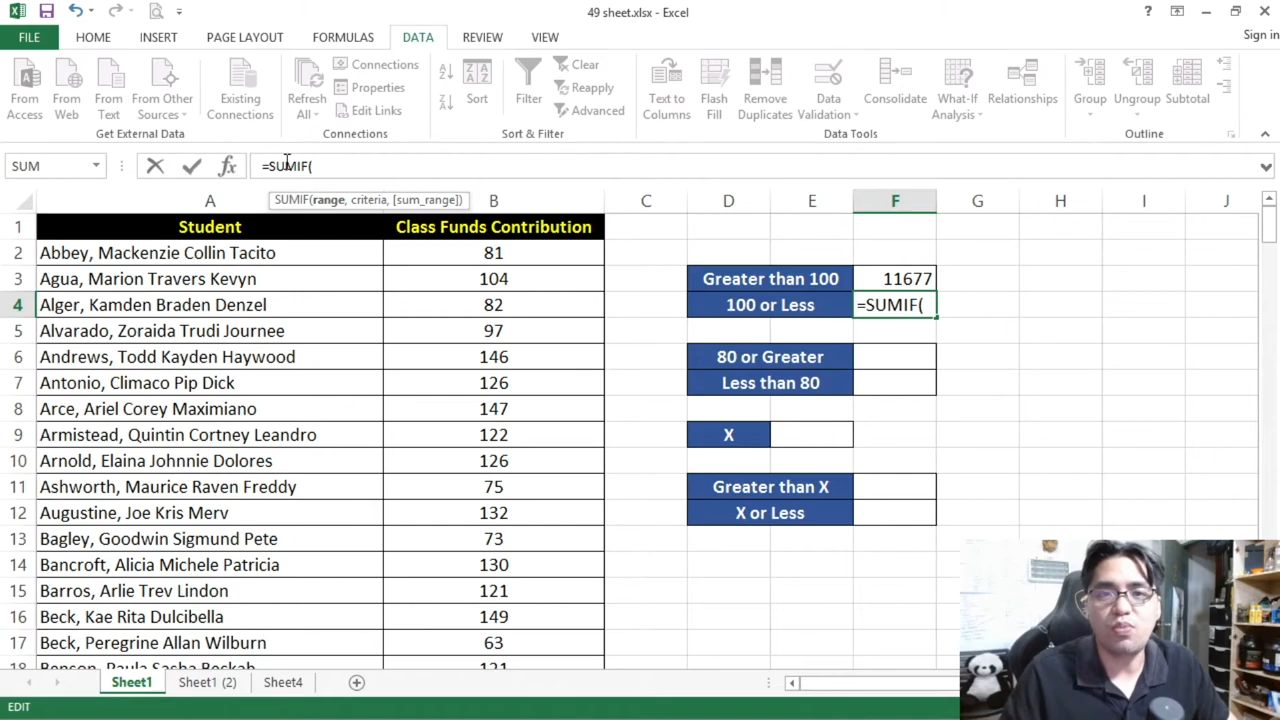 49 sheet.xlsx - Excel
?
Sign in
FILE HOME INSERT PAGE LAYOUT FORMULAS DATA REVIEW VIEW
From Access
From Web
From Text
From Other Sources
Existing Connections
Refresh All
Connections
Properties
Edit Links
Sort
Filter
Clear
Reapply
Advanced
Text to Columns
Flash Fill
Remove Duplicates
Data Validation
Consolidate
What-If Analysis
Relationships
Group
Ungroup
Subtotal
Get External Data Connections Sort & Filter Data Tools Outline
SUM fx =SUMIF(
SUMIF(range, criteria, [sum_range])
A B C D E F G H I J
1 Student Class Funds Contribution
2 Abbey, Mackenzie Collin Tacito 81
3 Agua, Marion Travers Kevyn 104 Greater than 100 11677
4 Alger, Kamden Braden Denzel 82 100 or Less =SUMIF(
5 Alvarado, Zoraida Trudi Journee 97
6 Andrews, Todd Kayden Haywood 146 80 or Greater
7 Antonio, Climaco Pip Dick 126 Less than 80
8 Arce, Ariel Corey Maximiano 147
9 Armistead, Quintin Cortney Leandro 122 X
10 Arnold, Elaina Johnnie Dolores 126
11 Ashworth, Maurice Raven Freddy 75 Greater than X
12 Augustine, Joe Kris Merv 132 X or Less
13 Bagley, Goodwin Sigmund Pete 73
14 Bancroft, Alicia Michele Patricia 130
15 Barros, Arlie Trev Lindon 121
16 Beck, Kae Rita Dulcibella 149
17 Beck, Peregrine Allan Wilburn 63
18 Benson, Paula Sasha Beckah 121
Sheet1 Sheet1 (2) Sheet4
EDIT